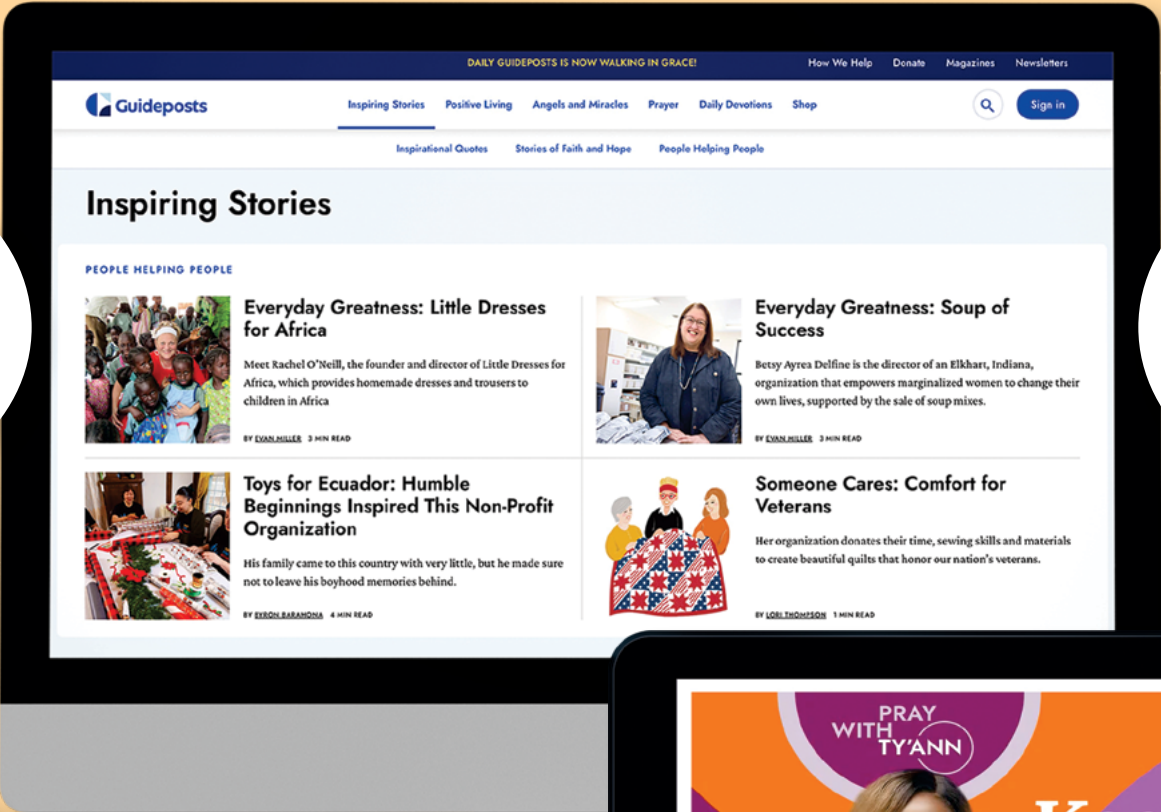 DAILY GUIDEPOSTS IS NOW WALKING IN GRACE!
How We Help Donate Magazines Newsletters
Guideposts
Inspiring Stories Positive Living Angels and Miracles Prayer Daily Devotions Shop
Sign in
Inspirational Quotes Stories of Faith and Hope People Helping People
Inspiring Stories
PEOPLE HELPING PEOPLE
Everyday Greatness: Little Dresses
for Africa
Meet Rachel O'Neill, the founder and director of Little Dresses for
Africa, which provides homemade dresses and trousers to
children in Africa
BY EVAN MILLER 3 MIN READ
Everyday Greatness: Soup of
Success
Betsy Ayrea Delfine is the director of an Elkhart, Indiana,
organization that empowers marginalized women to change their
own lives, supported by the sale of soup mixes.
BY EVAN MILLER 3 MIN READ
Toys for Ecuador: Humble
Beginnings Inspired This Non-Profit
Organization
His family came to this country with very little, but he made sure
not to leave his boyhood memories behind.
BY BYRON BARAHONA 4 MIN READ
Someone Cares: Comfort for
Veterans
Her organization donates their time, sewing skills and materials
to create beautiful quilts that honor our nation's veterans.
BY LORI THOMPSON 1 MIN READ
PRAY
WITH
TY'ANN